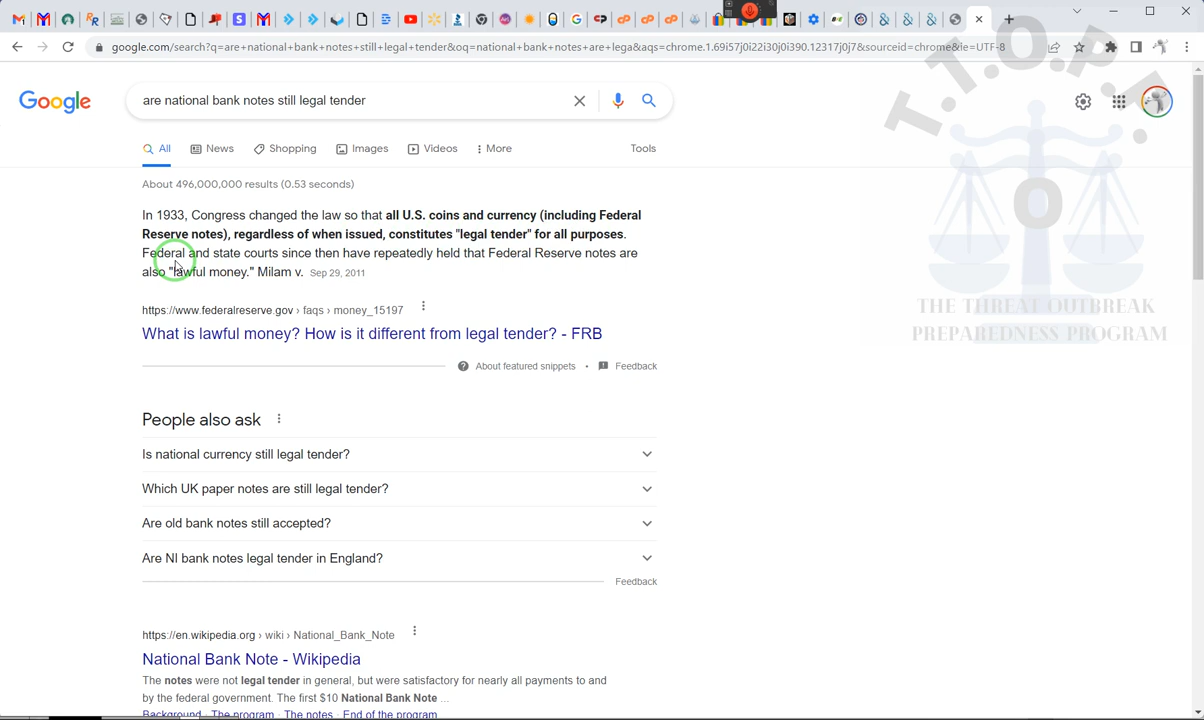 google.com/search?q=are+national+bank+notes+still+legal+tender&oq=national+bank+notes+are+lega&aqs=chrome.1.69i57j0i22i30j0i390.12317j0j7&sourceid=chrome&ie=UTF-8
T.T.O.P.T.
O
Google
are national bank notes still legal tender
All News Shopping Images Videos More Tools
About 496,000,000 results (0.53 seconds)
In 1933, Congress changed the law so that all U.S. coins and currency (including Federal
Reserve notes), regardless of when issued, constitutes "legal tender" for all purposes.
Federal and state courts since then have repeatedly held that Federal Reserve notes are
also "lawful money." Milam v. Sep 29, 2011
https://www.federalreserve.gov › faqs › money_15197
What is lawful money? How is it different from legal tender? - FRB
About featured snippets • Feedback
THE THREAT OUTBREAK
PREPAREDNESS PROGRAM
People also ask
Is national currency still legal tender?
Which UK paper notes are still legal tender?
Are old bank notes still accepted?
Are NI bank notes legal tender in England?
Feedback
https://en.wikipedia.org › wiki › National_Bank_Note
National Bank Note - Wikipedia
The notes were not legal tender in general, but were satisfactory for nearly all payments to and
by the federal government. The first $10 National Bank Note ...
Background · The program · The notes · End of the program